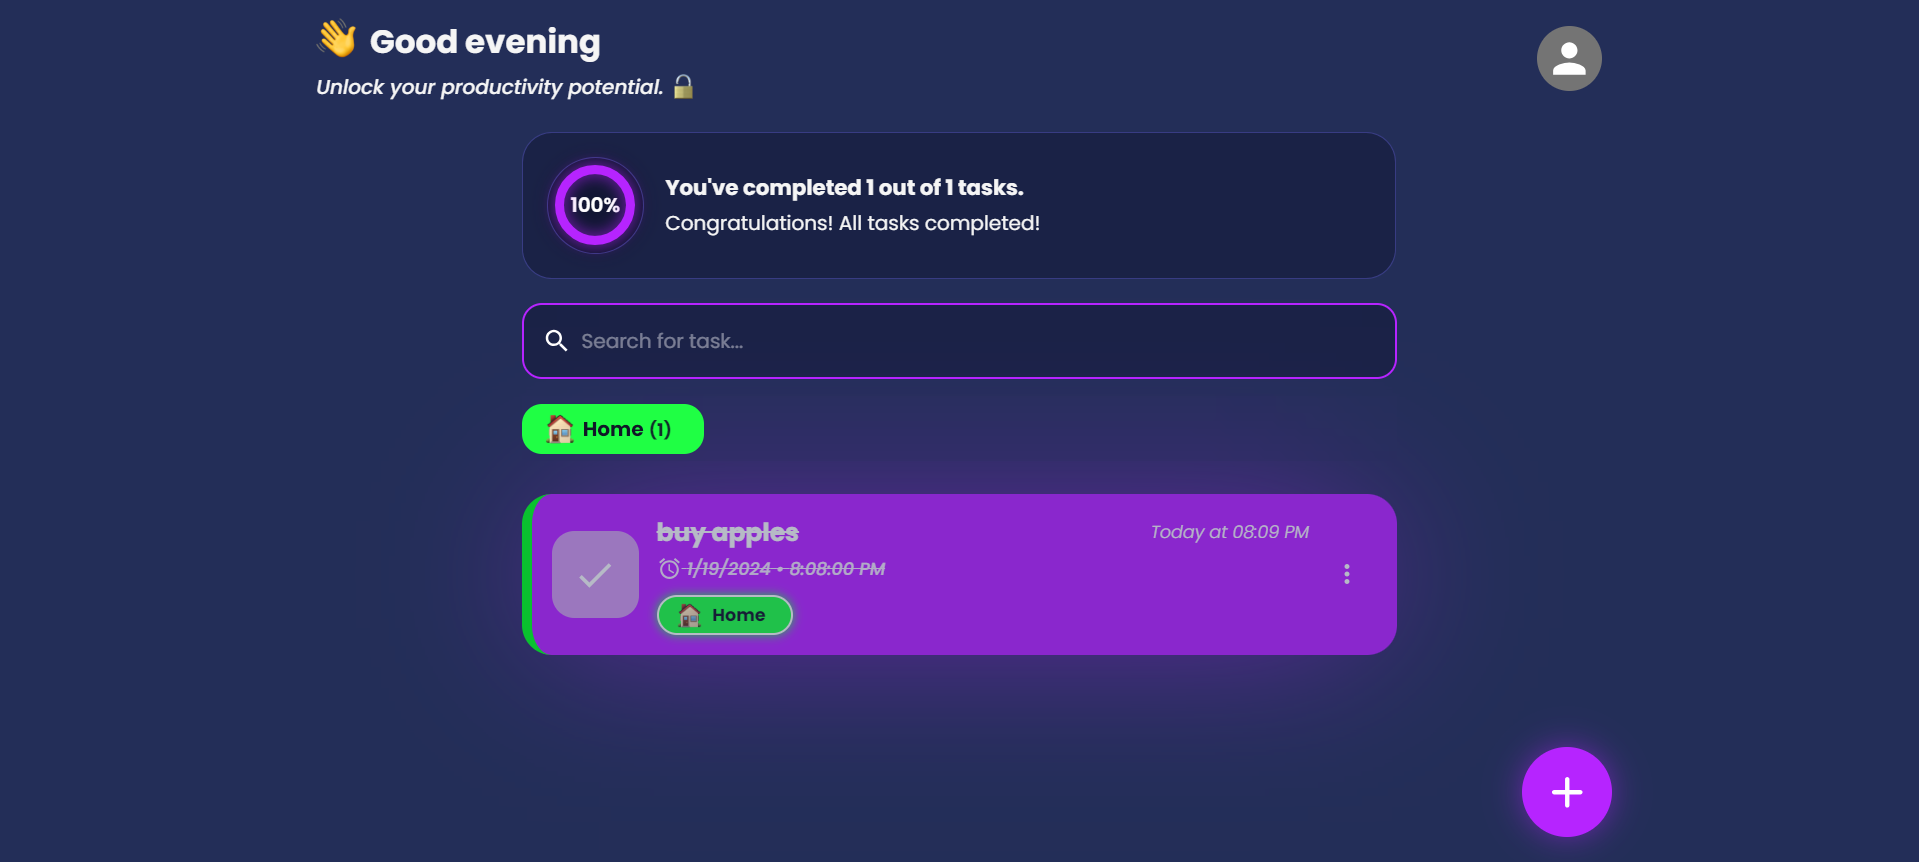 Good evening
Unlock your productivity potential.
100%
You've completed 1 out of 1 tasks.
Congratulations! All tasks completed!
Search for task...
Home (1)
buy apples
Today at 08:09 PM
1/19/2024 • 8:08:00 PM
Home